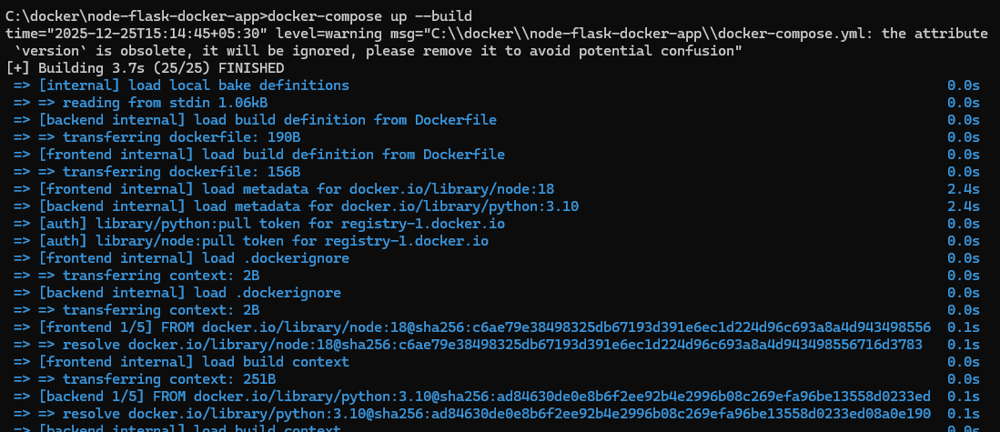 C:\docker\node-flask-docker-app>docker-compose up --build
time="2025-12-25T15:14:45+05:30" level=warning msg="C:\\docker\\node-flask-docker-app\\docker-compose.yml: the attribute
`version` is obsolete, it will be ignored, please remove it to avoid potential confusion"
[+] Building 3.7s (25/25) FINISHED
=> [internal] load local bake definitions 0.0s
=> => reading from stdin 1.06kB 0.0s
=> [backend internal] load build definition from Dockerfile 0.0s
=> => transferring dockerfile: 190B 0.0s
=> [frontend internal] load build definition from Dockerfile 0.0s
=> => transferring dockerfile: 156B 0.0s
=> [frontend internal] load metadata for docker.io/library/node:18 2.4s
=> [backend internal] load metadata for docker.io/library/python:3.10 2.4s
=> [auth] library/python:pull token for registry-1.docker.io 0.0s
=> [auth] library/node:pull token for registry-1.docker.io 0.0s
=> [frontend internal] load .dockerignore 0.0s
=> => transferring context: 2B 0.0s
=> [backend internal] load .dockerignore 0.0s
=> => transferring context: 2B 0.0s
=> [frontend 1/5] FROM docker.io/library/node:18@sha256:c6ae79e38498325db67193d391e6ec1d224d96c693a8a4d943498556 0.1s
=> => resolve docker.io/library/node:18@sha256:c6ae79e38498325db67193d391e6ec1d224d96c693a8a4d943498556716d3783 0.1s
=> [frontend internal] load build context 0.0s
=> => transferring context: 251B 0.0s
=> [backend 1/5] FROM docker.io/library/python:3.10@sha256:ad84630de0e8b6f2ee92b4e2996b08c269efa96be13558d0233ed 0.1s
=> => resolve docker.io/library/python:3.10@sha256:ad84630de0e8b6f2ee92b4e2996b08c269efa96be13558d0233ed08a0e190 0.1s
=> [backend internal] load build context 0.0s